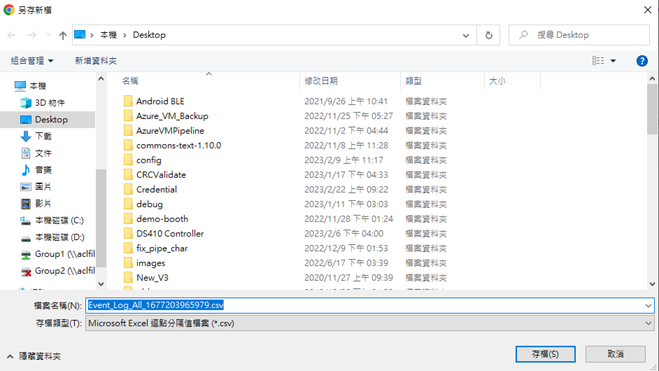 另存新檔
本機 › Desktop
搜尋 Desktop
組合管理
新增資料夾
名稱 修改日期 類型 大小
本機
3D 物件
Desktop
下載
文件
音樂
圖片
影片
本機磁碟 (C:)
本機磁碟 (D:)
Group1 (\\aclfil
Group2 (\\aclfil
Android BLE 2021/9/26 上午 10:41 檔案資料夾
Azure_VM_Backup 2022/11/25 下午 05:27 檔案資料夾
AzureVMPipeline 2022/11/2 下午 04:44 檔案資料夾
commons-text-1.10.0 2022/11/8 上午 11:28 檔案資料夾
config 2023/2/9 上午 11:17 檔案資料夾
CRCValidate 2023/1/17 下午 04:33 檔案資料夾
Credential 2023/2/22 上午 09:22 檔案資料夾
debug 2023/1/11 下午 03:03 檔案資料夾
demo-booth 2022/11/28 下午 01:24 檔案資料夾
DS410 Controller 2023/2/6 下午 04:00 檔案資料夾
fix_pipe_char 2022/12/9 下午 01:53 檔案資料夾
images 2022/6/17 下午 03:39 檔案資料夾
New_V3 2020/11/27 上午 09:39 檔案資料夾
檔案名稱(N): Event_Log_All_1677203965979.csv
存檔類型(T): Microsoft Excel 逗點分隔值檔案 (*.csv)
隱藏資料夾
存檔(S)
取消